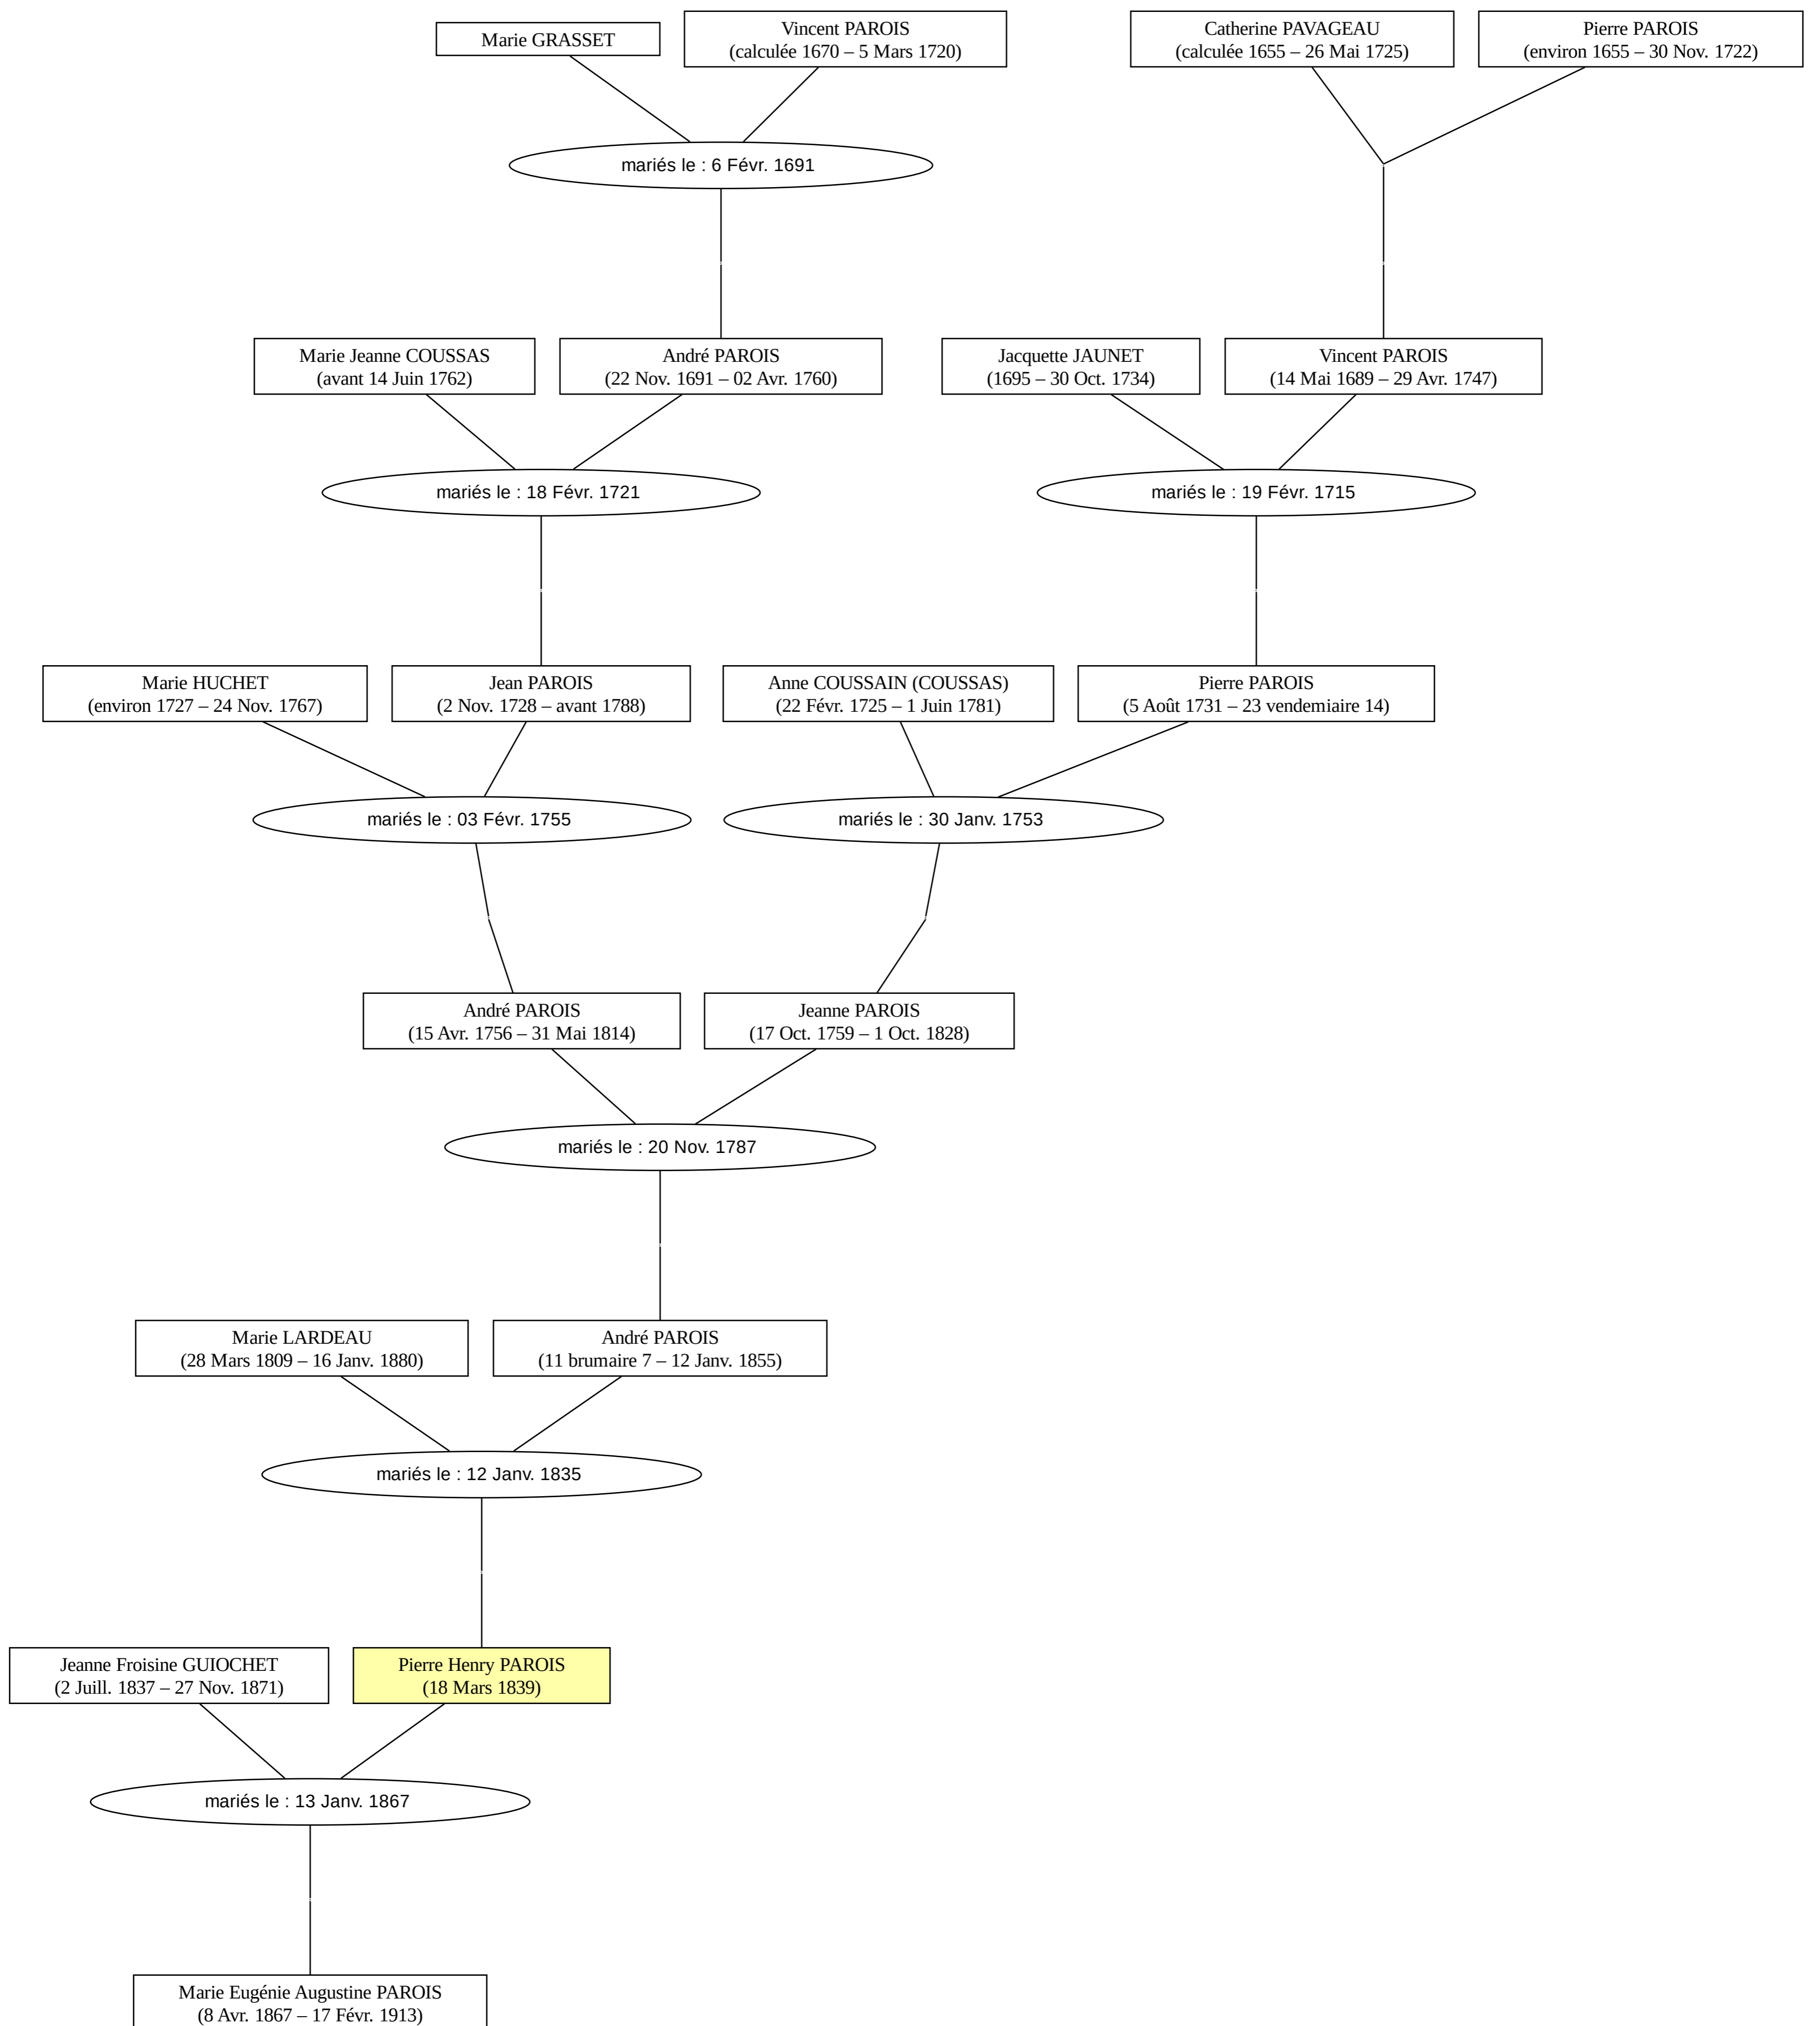 Marie GRASSET
Vincent PAROIS
(calculée 1670 – 5 Mars 1720)
Catherine PAVAGEAU
(calculée 1655 – 26 Mai 1725)
Pierre PAROIS
(environ 1655 – 30 Nov. 1722)
mariés le : 6 Févr. 1691
Marie Jeanne COUSSAS
(avant 14 Juin 1762)
André PAROIS
(22 Nov. 1691 – 02 Avr. 1760)
Jacquette JAUNET
(1695 – 30 Oct. 1734)
Vincent PAROIS
(14 Mai 1689 – 29 Avr. 1747)
mariés le : 18 Févr. 1721
mariés le : 19 Févr. 1715
Marie HUCHET
(environ 1727 – 24 Nov. 1767)
Jean PAROIS
(2 Nov. 1728 – avant 1788)
Anne COUSSAIN (COUSSAS)
(22 Févr. 1725 – 1 Juin 1781)
Pierre PAROIS
(5 Août 1731 – 23 vendemiaire 14)
mariés le : 03 Févr. 1755
mariés le : 30 Janv. 1753
André PAROIS
(15 Avr. 1756 – 31 Mai 1814)
Jeanne PAROIS
(17 Oct. 1759 – 1 Oct. 1828)
mariés le : 20 Nov. 1787
Marie LARDEAU
(28 Mars 1809 – 16 Janv. 1880)
André PAROIS
(11 brumaire 7 – 12 Janv. 1855)
mariés le : 12 Janv. 1835
Jeanne Froisine GUIOCHET
(2 Juill. 1837 – 27 Nov. 1871)
Pierre Henry PAROIS
(18 Mars 1839)
mariés le : 13 Janv. 1867
Marie Eugénie Augustine PAROIS
(8 Avr. 1867 – 17 Févr. 1913)